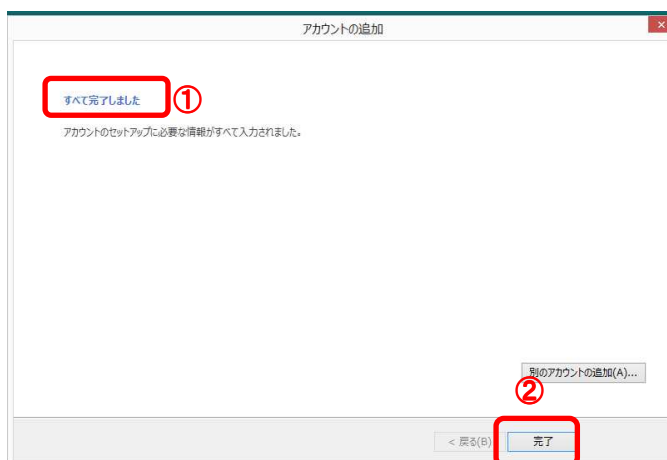 アカウントの追加
×
すべて完了しました
①
アカウントのセットアップに必要な情報がすべて入力されました。
別のアカウントの追加(A)...
②
< 戻る(B)
完了